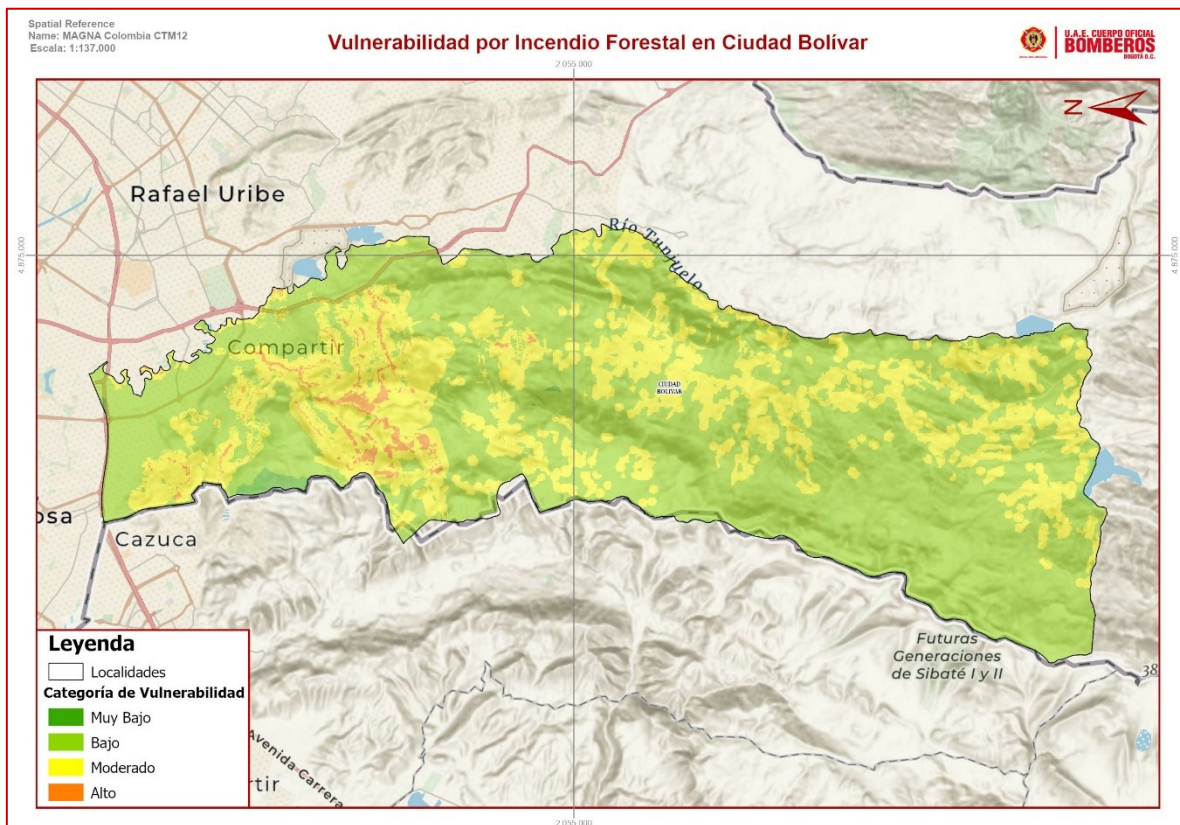 Spatial Reference
Name: MAGNA Colombia CTM12
Escala: 1:137.000
Vulnerabilidad por Incendio Forestal en Ciudad Bolívar
U.A.E. CUERPO OFICIAL
BOMBEROS
BOGOTÁ D.C.
2.055.000
N
Rafael Uribe
Río Tunjuelo
4.875.000
4.875.000
Compartir
CIUDAD
BOLÍVAR
osa
Cazuca
Futuras
Generaciones
de Sibaté I y II
38
Leyenda
Localidades
Categoría de Vulnerabilidad
Muy Bajo
Bajo
Moderado
Alto
Avenida Carrera
rtir
2.055.000